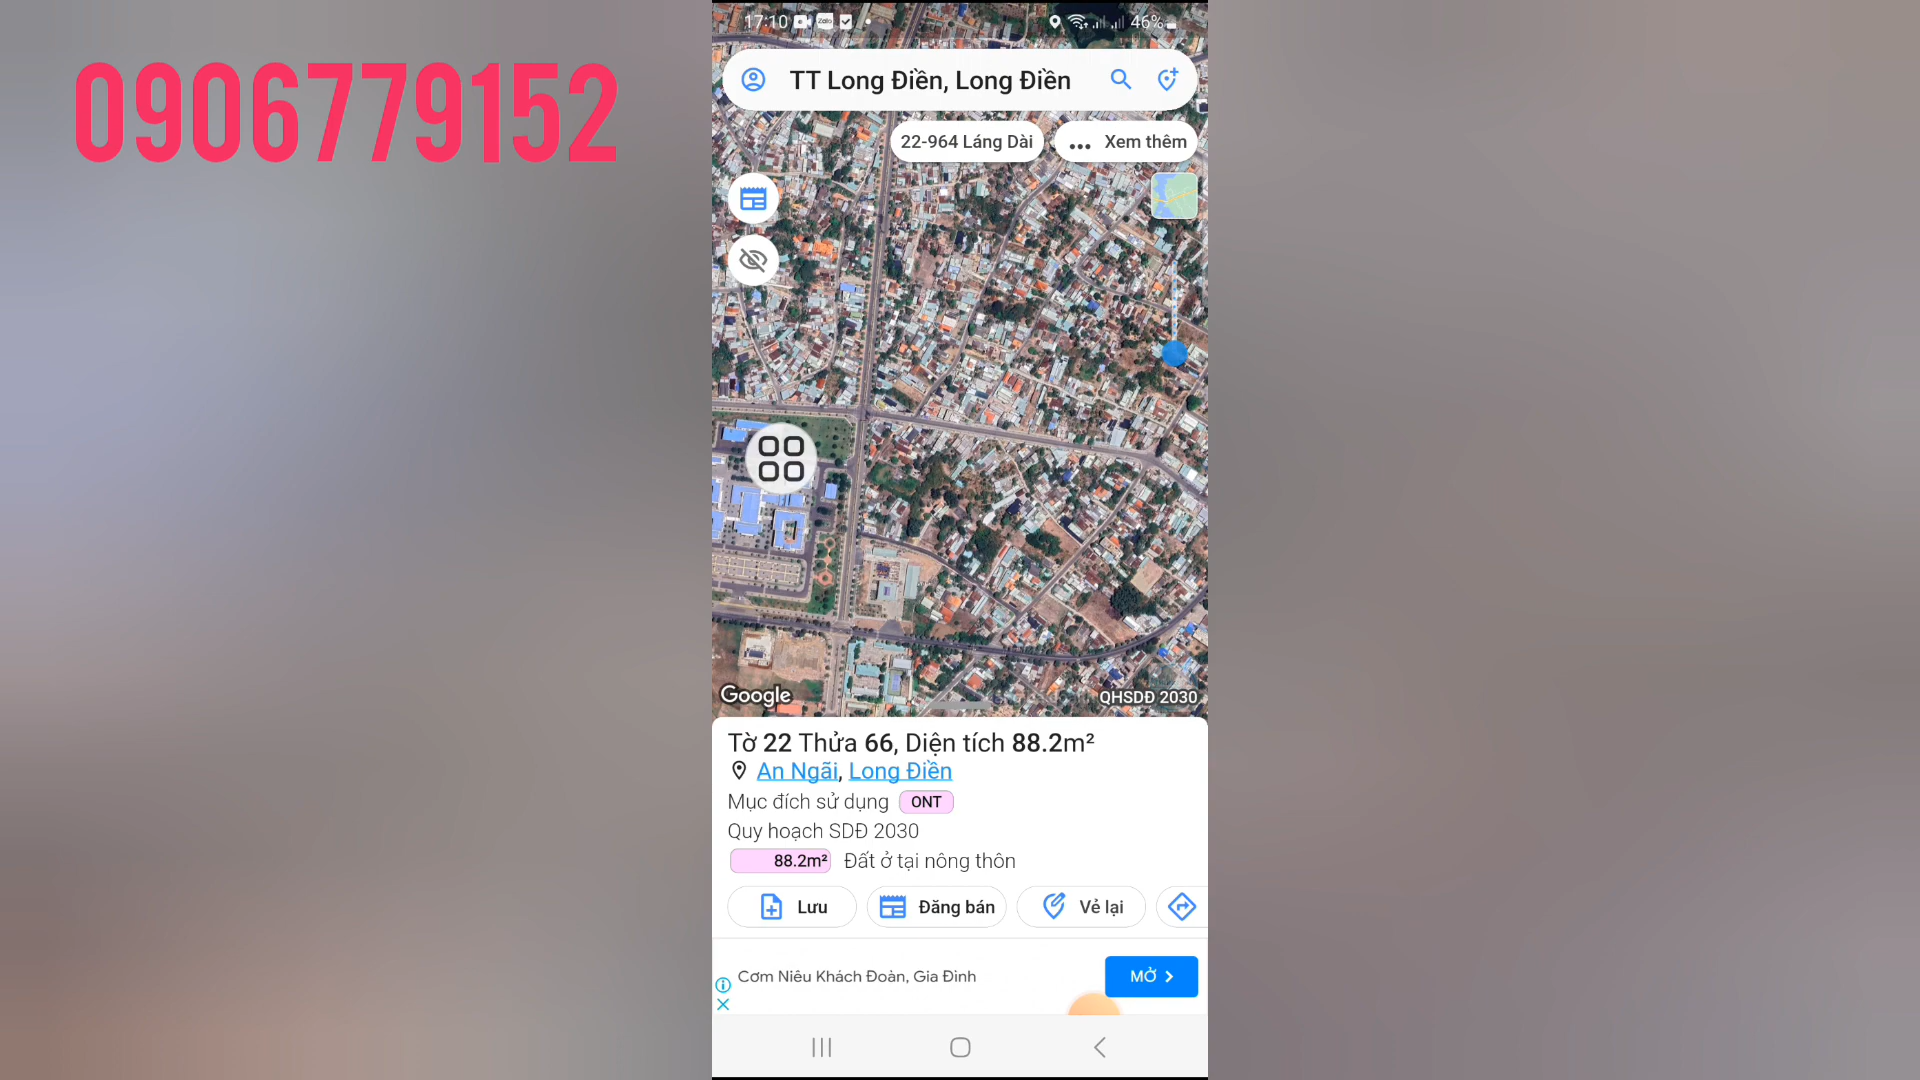 0906779152
17:10 Zalo 46%
TT Long Điền, Long Điền
22-964 Láng Dài
... Xem thêm
Google
QHSDĐ 2030
Tờ 22 Thửa 66, Diện tích 88.2m²
An Ngãi, Long Điền
Mục đích sử dụng ONT
Quy hoạch SDĐ 2030
88.2m² Đất ở tại nông thôn
Lưu
Đăng bán
Vẻ lại
Cơm Niêu Khách Đoàn, Gia Đình
MỞ